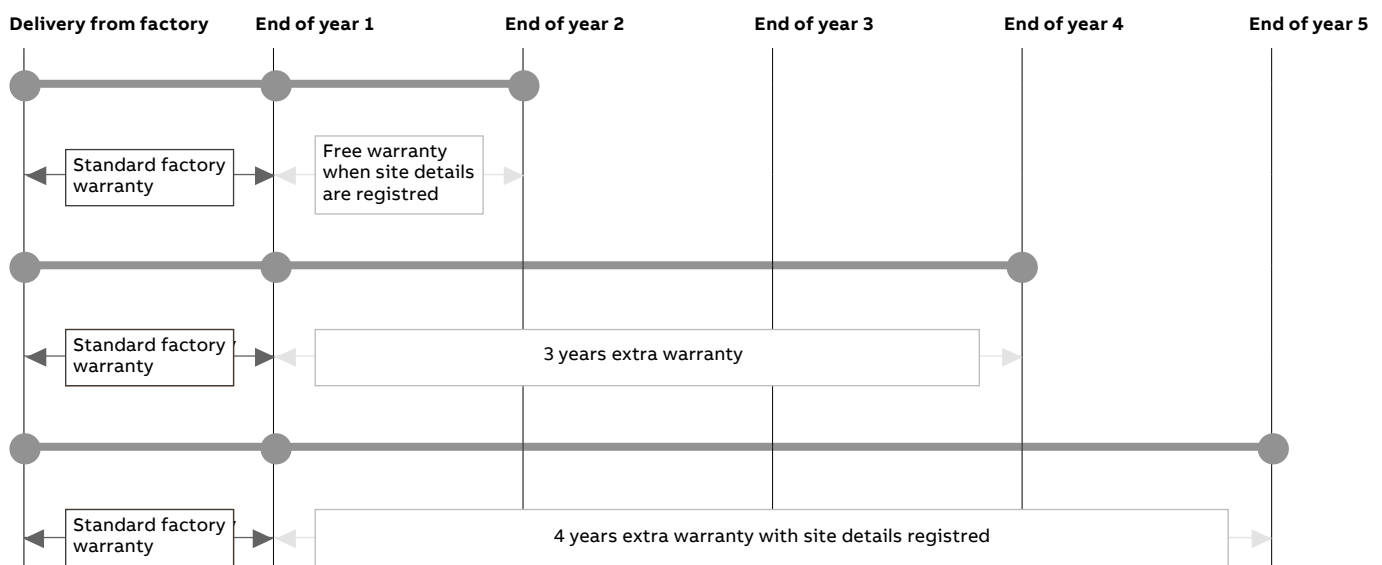 Delivery from factory End of year 1 End of year 2 End of year 3 End of year 4 End of year 5
Standard factory
warranty
Free warranty
when site details
are registred
Standard factory
warranty
3 years extra warranty
Standard factory
warranty
4 years extra warranty with site details registred